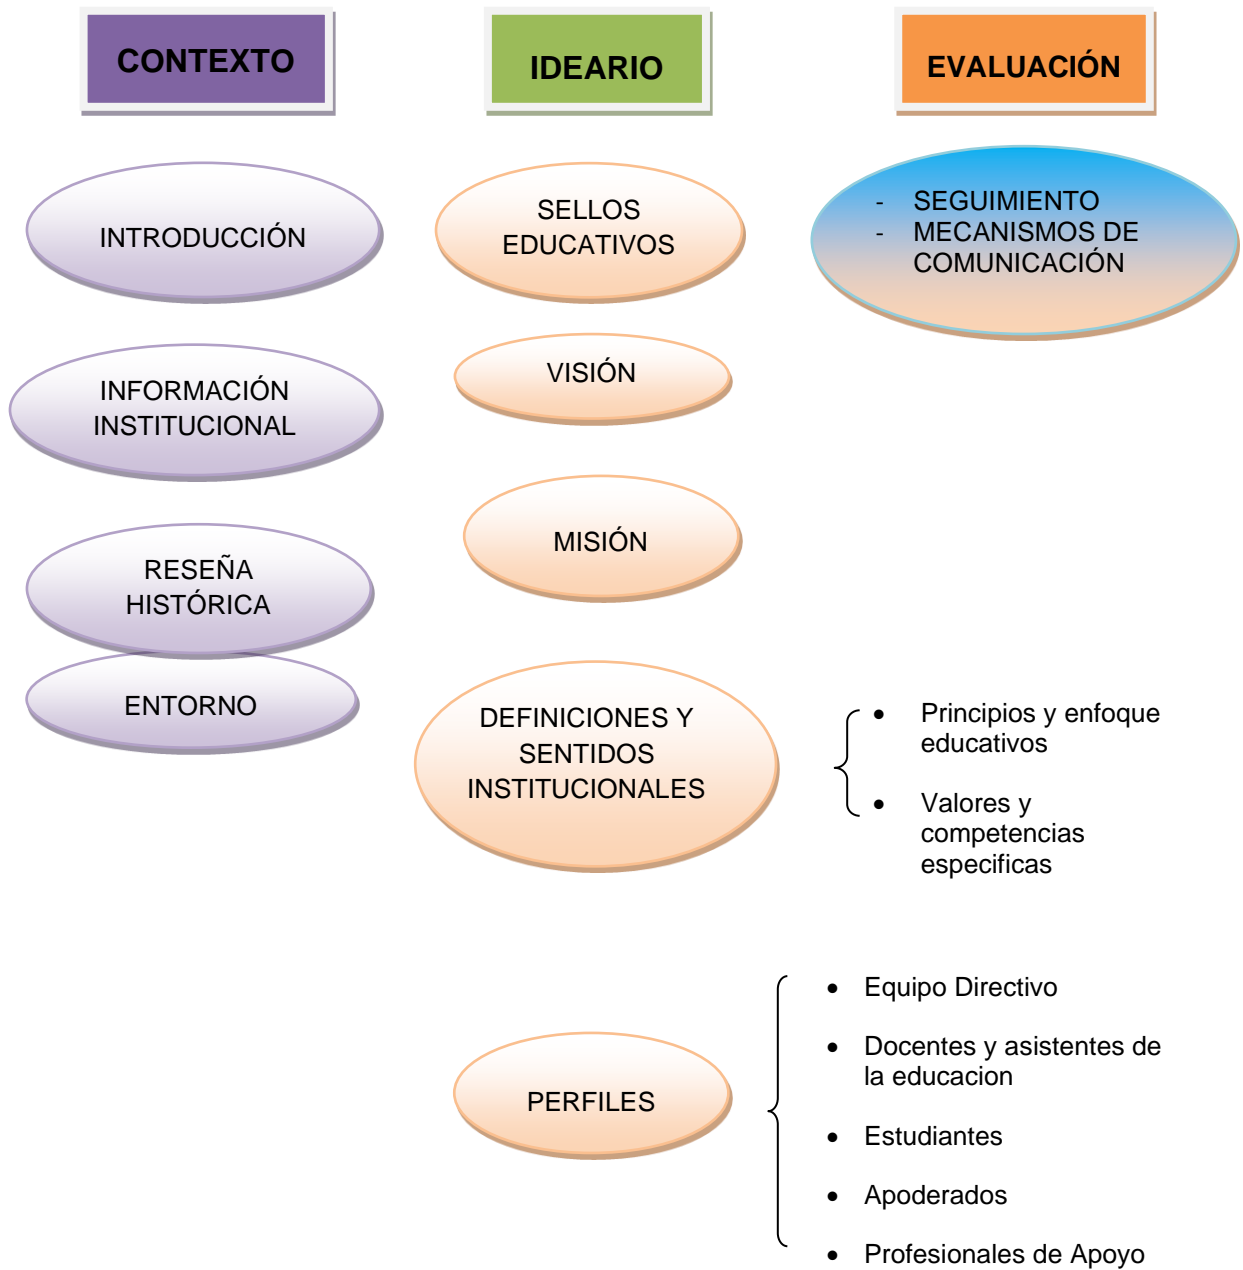 CONTEXTO
INTRODUCCIÓN
INFORMACIÓN
INSTITUCIONAL
RESEÑA
HISTÓRICA
ENTORNO
IDEARIO
SELLOS
EDUCATIVOS
VISIÓN
MISIÓN
DEFINICIONES Y
SENTIDOS
INSTITUCIONALES
• Principios y enfoque
educativos
• Valores y
competencias
especificas
PERFILES
• Equipo Directivo
• Docentes y asistentes de
la educacion
• Estudiantes
• Apoderados
• Profesionales de Apoyo
EVALUACIÓN
- SEGUIMIENTO
- MECANISMOS DE
COMUNICACIÓN